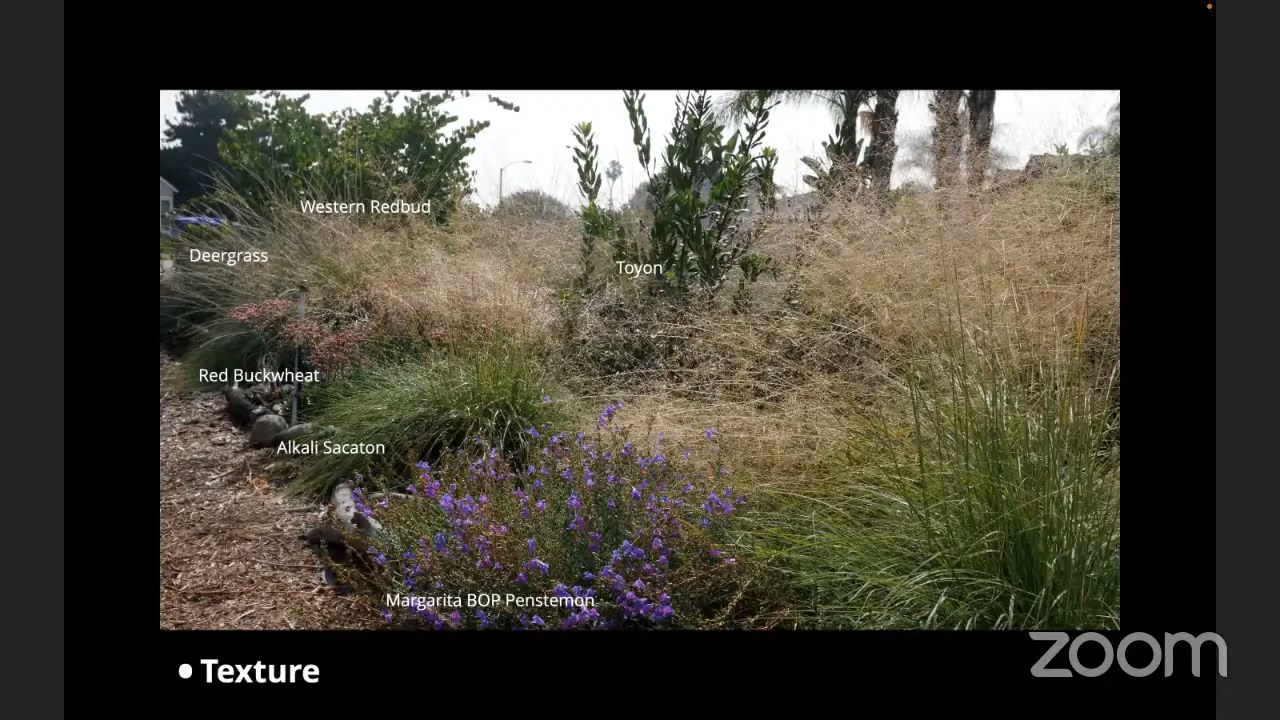 Western Redbud
Deergrass
Toyon
Red Buckwheat
Alkali Sacaton
Margarita BOP Penstemon
• Texture
zoom